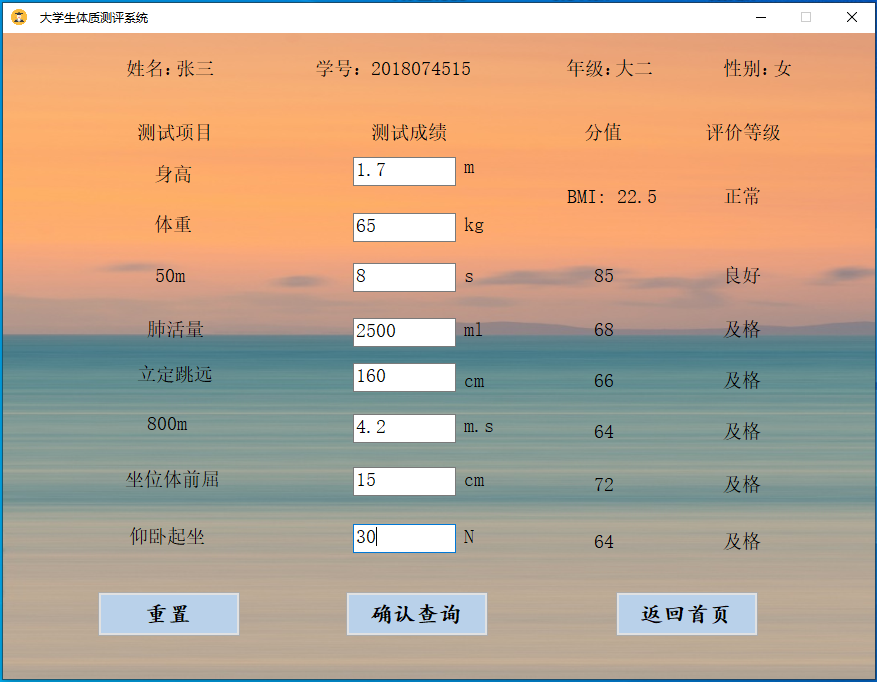 大学生体质测评系统
姓名:张三 学号: 2018074515 年级:大二 性别:女
测试项目 测试成绩 分值 评价等级
身高 1.7 m
BMI: 22.5 正常
体重 65 kg
50m 8 s 85 良好
肺活量 2500 ml 68 及格
立定跳远 160 cm 66 及格
800m 4.2 m.s 64 及格
坐位体前屈 15 cm 72 及格
仰卧起坐 30 N 64 及格
重置 确认查询 返回首页